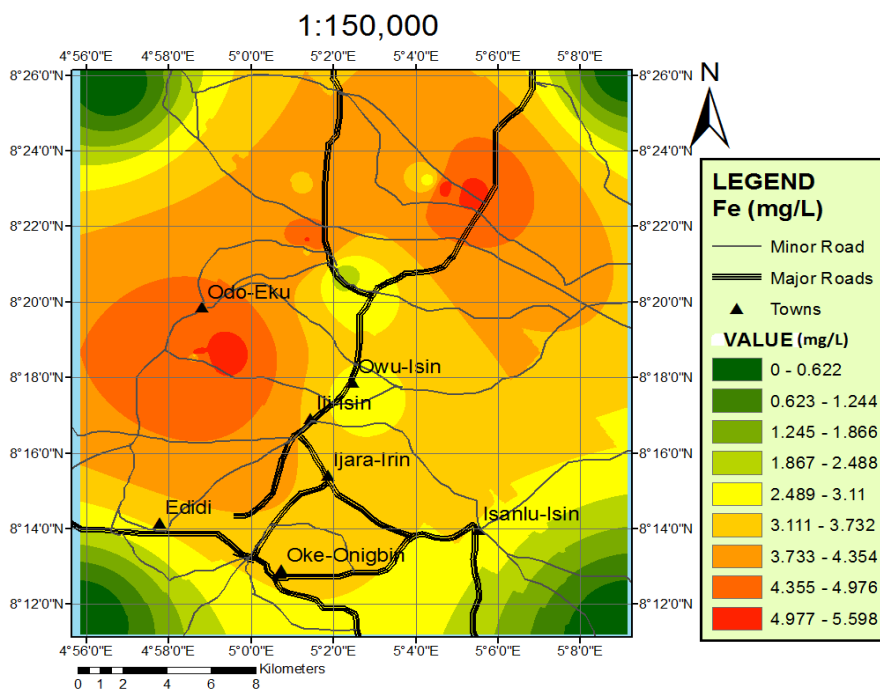 1:150,000
4°56'0"E 4°58'0"E 5°0'0"E 5°2'0"E 5°4'0"E 5°6'0"E 5°8'0"E
8°26'0"N 8°26'0"N
N
8°24'0"N 8°24'0"N
8°22'0"N 8°22'0"N
8°20'0"N 8°20'0"N
8°18'0"N 8°18'0"N
8°16'0"N 8°16'0"N
8°14'0"N 8°14'0"N
8°12'0"N 8°12'0"N
Odo-Eku
Owu-Isin
Ijara-Irin
Edidi
Isanlu-Isin
Oke-Onigbin
4°56'0"E 4°58'0"E 5°0'0"E 5°2'0"E 5°4'0"E 5°6'0"E 5°8'0"E
Kilometers
0 1 2 4 6 8
LEGEND
Fe (mg/L)
Minor Road
Major Roads
Towns
VALUE (mg/L)
0 - 0.622
0.623 - 1.244
1.245 - 1.866
1.867 - 2.488
2.489 - 3.11
3.111 - 3.732
3.733 - 4.354
4.355 - 4.976
4.977 - 5.598